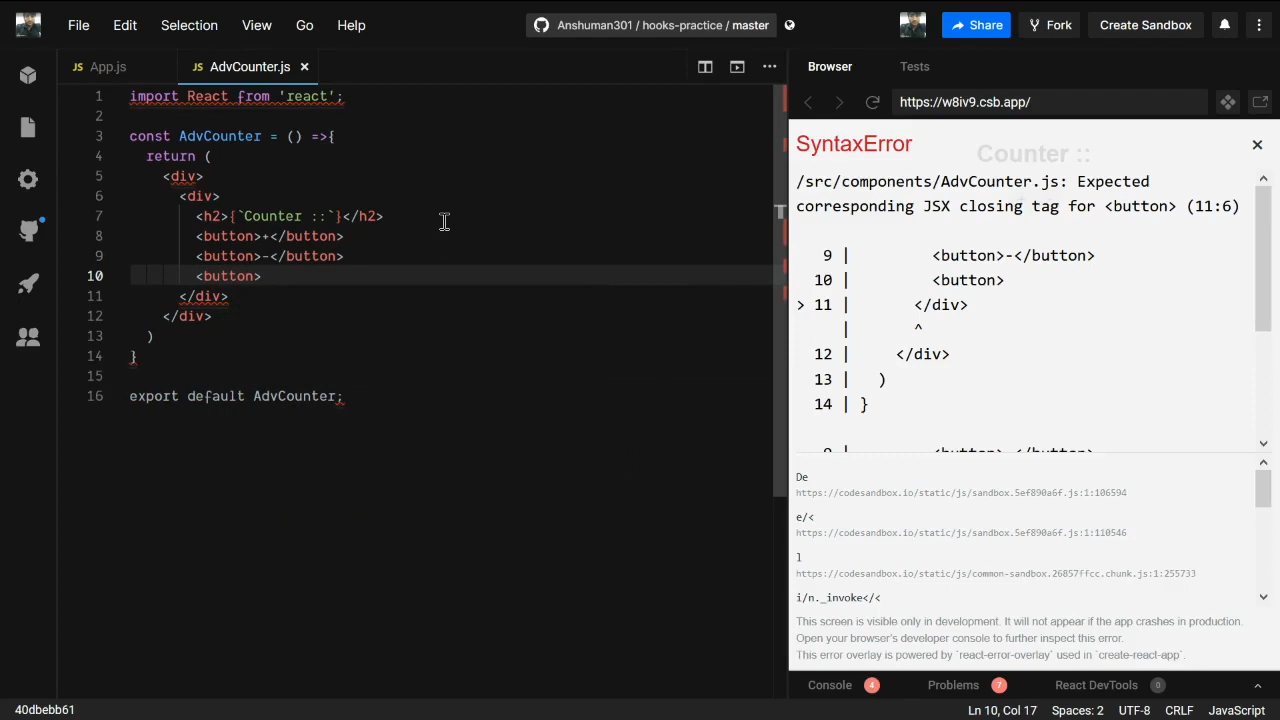 File Edit Selection View Go Help
Anshuman301 / hooks-practice / master
Share Fork Create Sandbox
JS App.js JS AdvCounter.js
Browser Tests
https://w8iv9.csb.app/
1 import React from 'react';
2
3 const AdvCounter = () =>{
4 return (
5 <div>
6 <div>
7 <h2>{`Counter ::`}</h2>
8 <button>+</button>
9 <button>-</button>
10 <button>
11 </div>
12 </div>
13 )
14 }
15
16 export default AdvCounter;
SyntaxError
Counter ::
/src/components/AdvCounter.js: Expected
corresponding JSX closing tag for <button> (11:6)
9 | <button>-</button>
10 | <button>
> 11 | </div>
| ^
12 | </div>
13 | )
14 | }
De
https://codesandbox.io/static/js/sandbox.5ef890a6f.js:1:106594
e/<
https://codesandbox.io/static/js/sandbox.5ef890a6f.js:1:110546
l
https://codesandbox.io/static/js/common-sandbox.26857ffcc.chunk.js:1:255733
i/n._invoke</<
This screen is visible only in development. It will not appear if the app crashes in production.
Open your browser's developer console to further inspect this error.
This error overlay is powered by `react-error-overlay` used in `create-react-app`.
Console 4 Problems 7 React DevTools 0
40dbebb61
Ln 10, Col 17 Spaces: 2 UTF-8 CRLF JavaScript